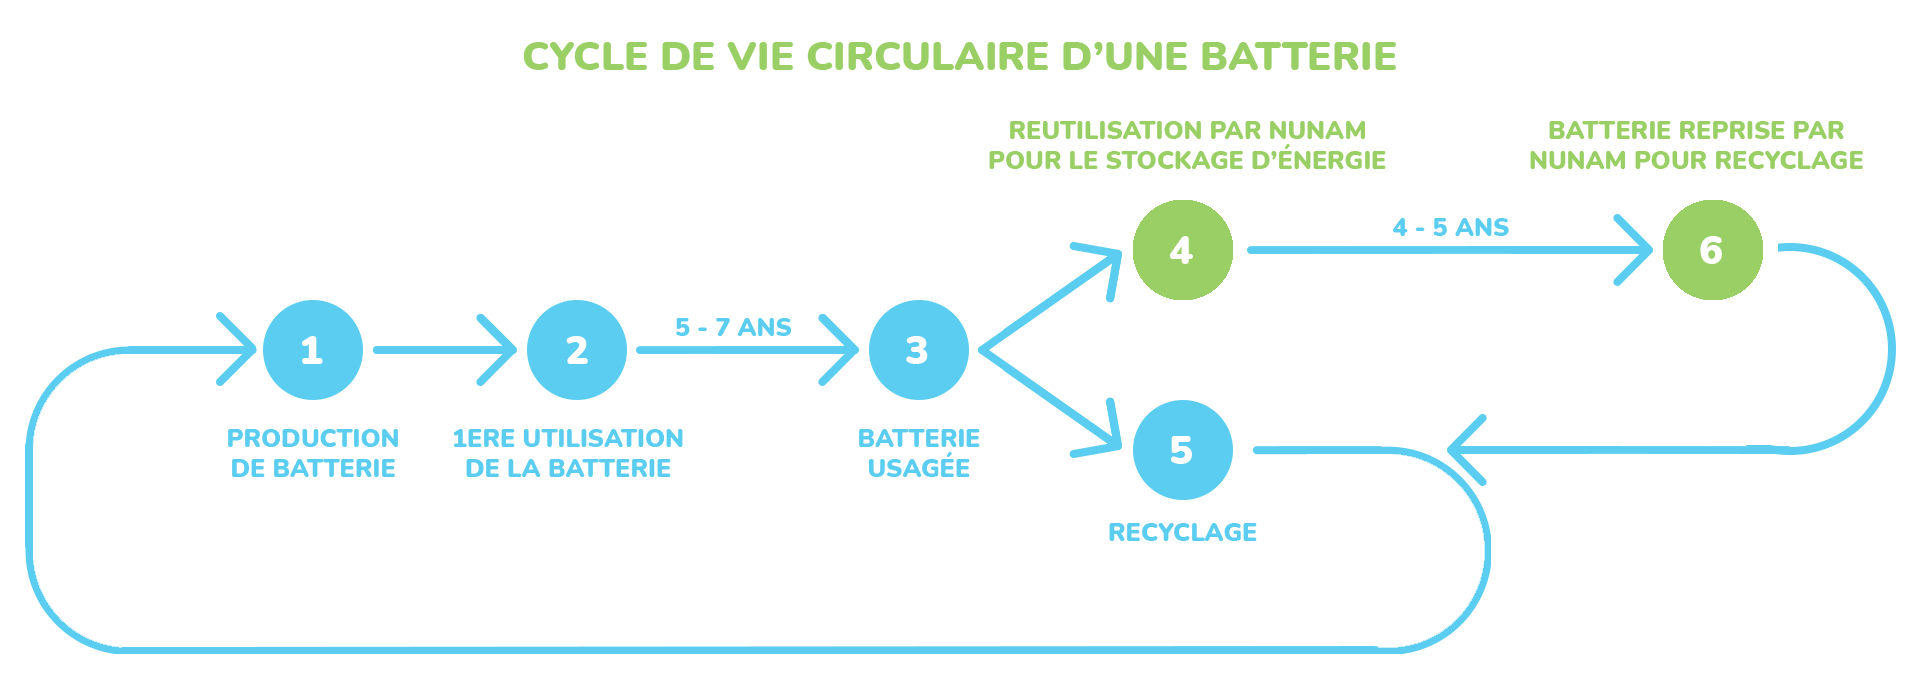 CYCLE DE VIE CIRCULAIRE D’UNE BATTERIE
REUTILISATION PAR NUNAM
POUR LE STOCKAGE D’ÉNERGIE
BATTERIE REPRISE PAR
NUNAM POUR RECYCLAGE
4
4 - 5 ANS
6
1
2
5 - 7 ANS
3
PRODUCTION
DE BATTERIE
1ERE UTILISATION
DE LA BATTERIE
BATTERIE
USAGÉE
5
RECYCLAGE